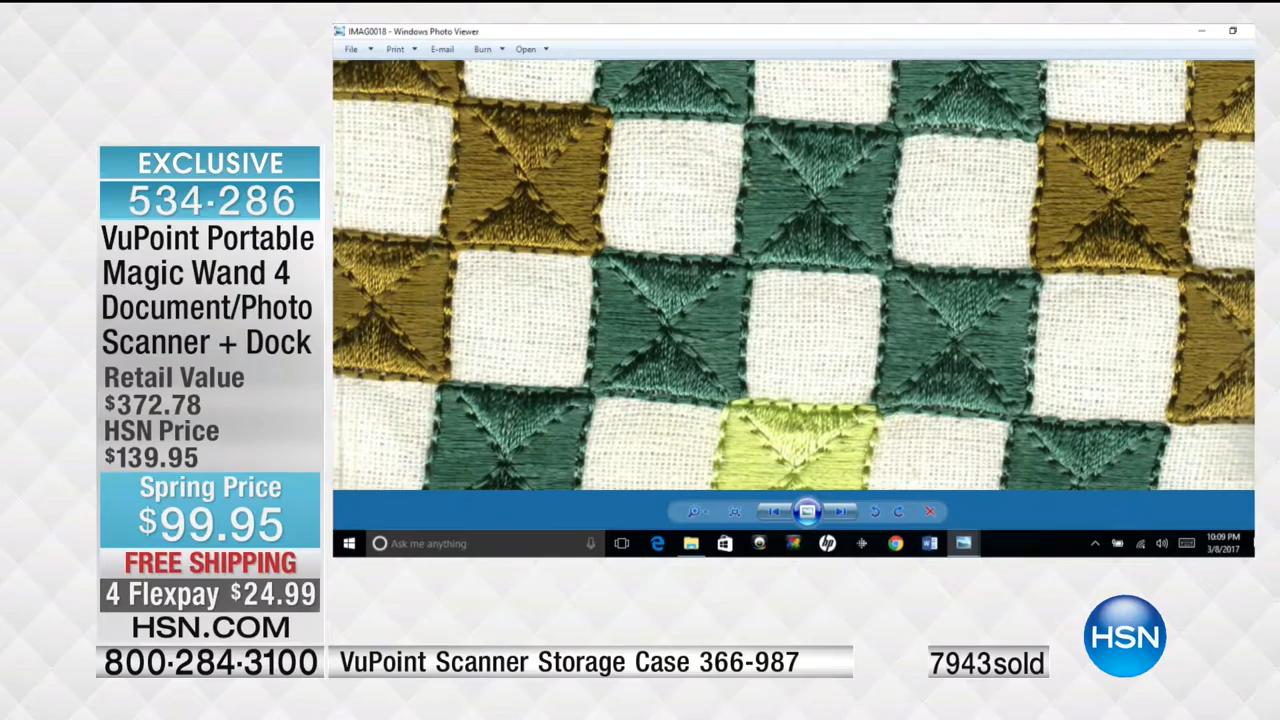 EXCLUSIVE
534·286
VuPoint Portable
Magic Wand 4
Document/Photo
Scanner + Dock
Retail Value
$372.78
HSN Price
$139.95
Spring Price
$99.95
FREE SHIPPING
4 Flexpay $24.99
HSN.COM
800·284·3100
IMAG0018 - Windows Photo Viewer
File Print E-mail Burn Open
Ask me anything
hp
10:09 PM
3/8/2017
VuPoint Scanner Storage Case 366-987
7943 sold
HSN